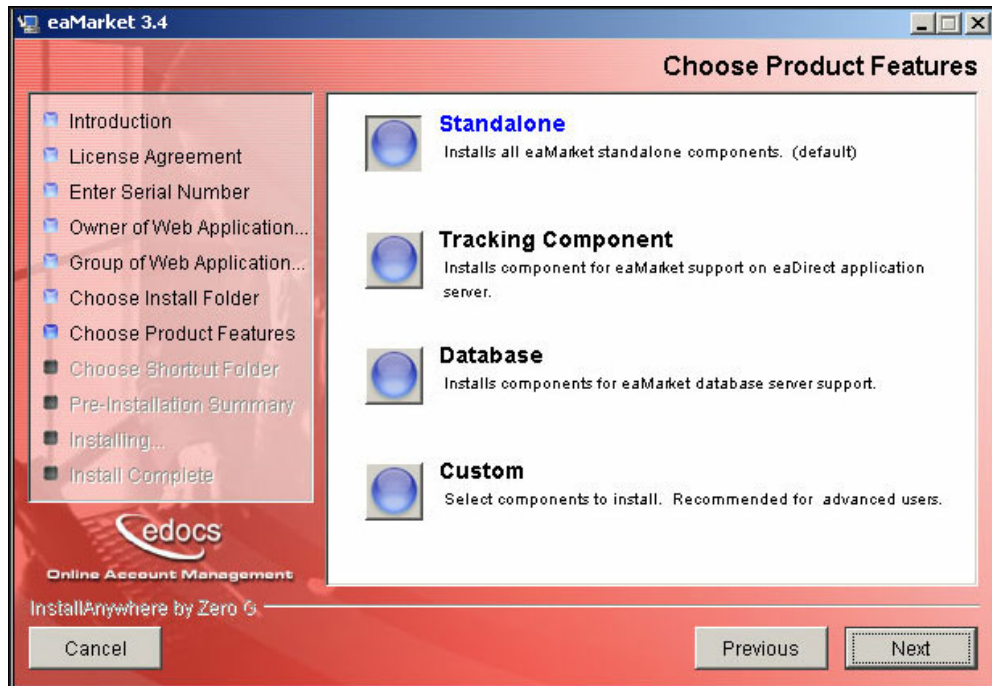 eaMarket 3.4
Choose Product Features
Introduction
License Agreement
Enter Serial Number
Owner of Web Application...
Group of Web Application...
Choose Install Folder
Choose Product Features
Choose Shortcut Folder
Pre-Installation Summary
Installing...
Install Complete
edocs
Online Account Management
Standalone
Installs all eaMarket standalone components. (default)
Tracking Component
Installs component for eaMarket support on eaDirect application
server.
Database
Installs components for eaMarket database server support.
Custom
Select components to install. Recommended for advanced users.
InstallAnywhere by Zero G
Cancel
Previous
Next